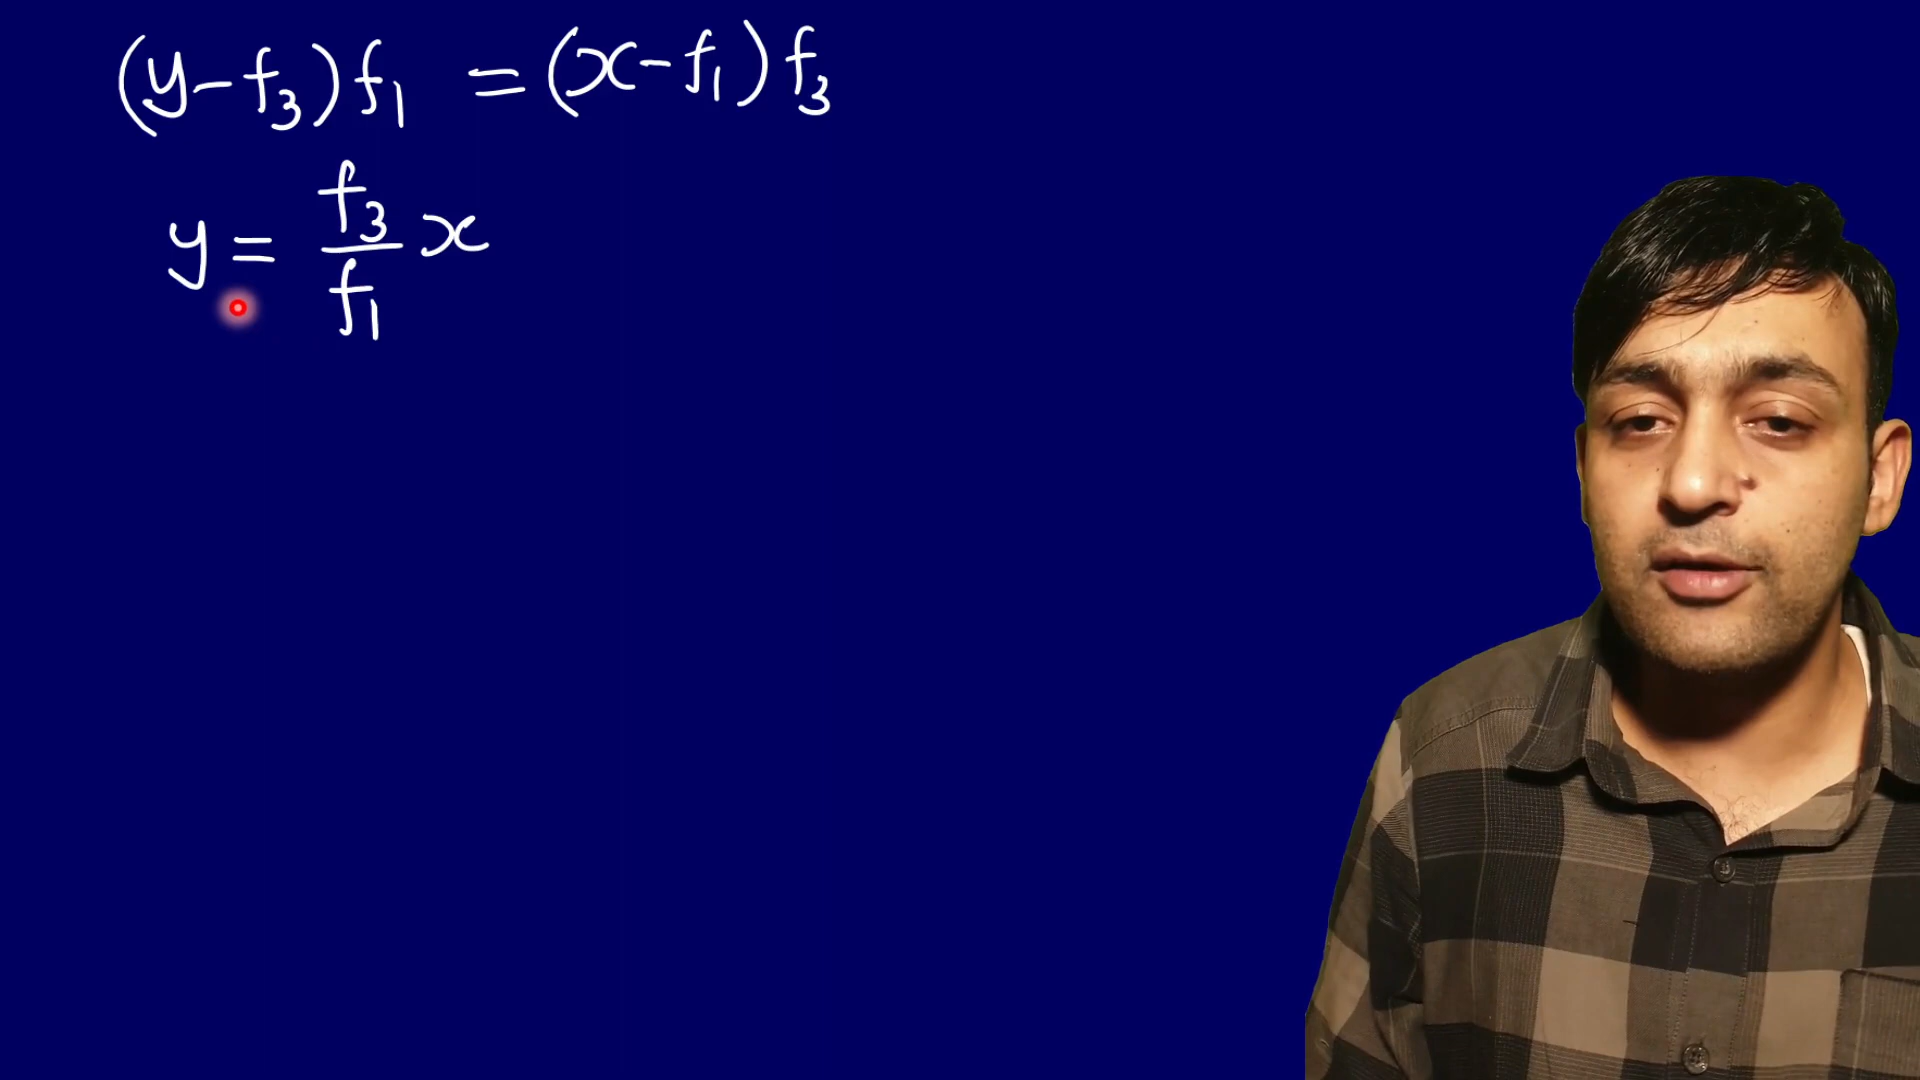 (y-f₃)f₁ = (x-f₁)f₃
y = f₃/f₁ x